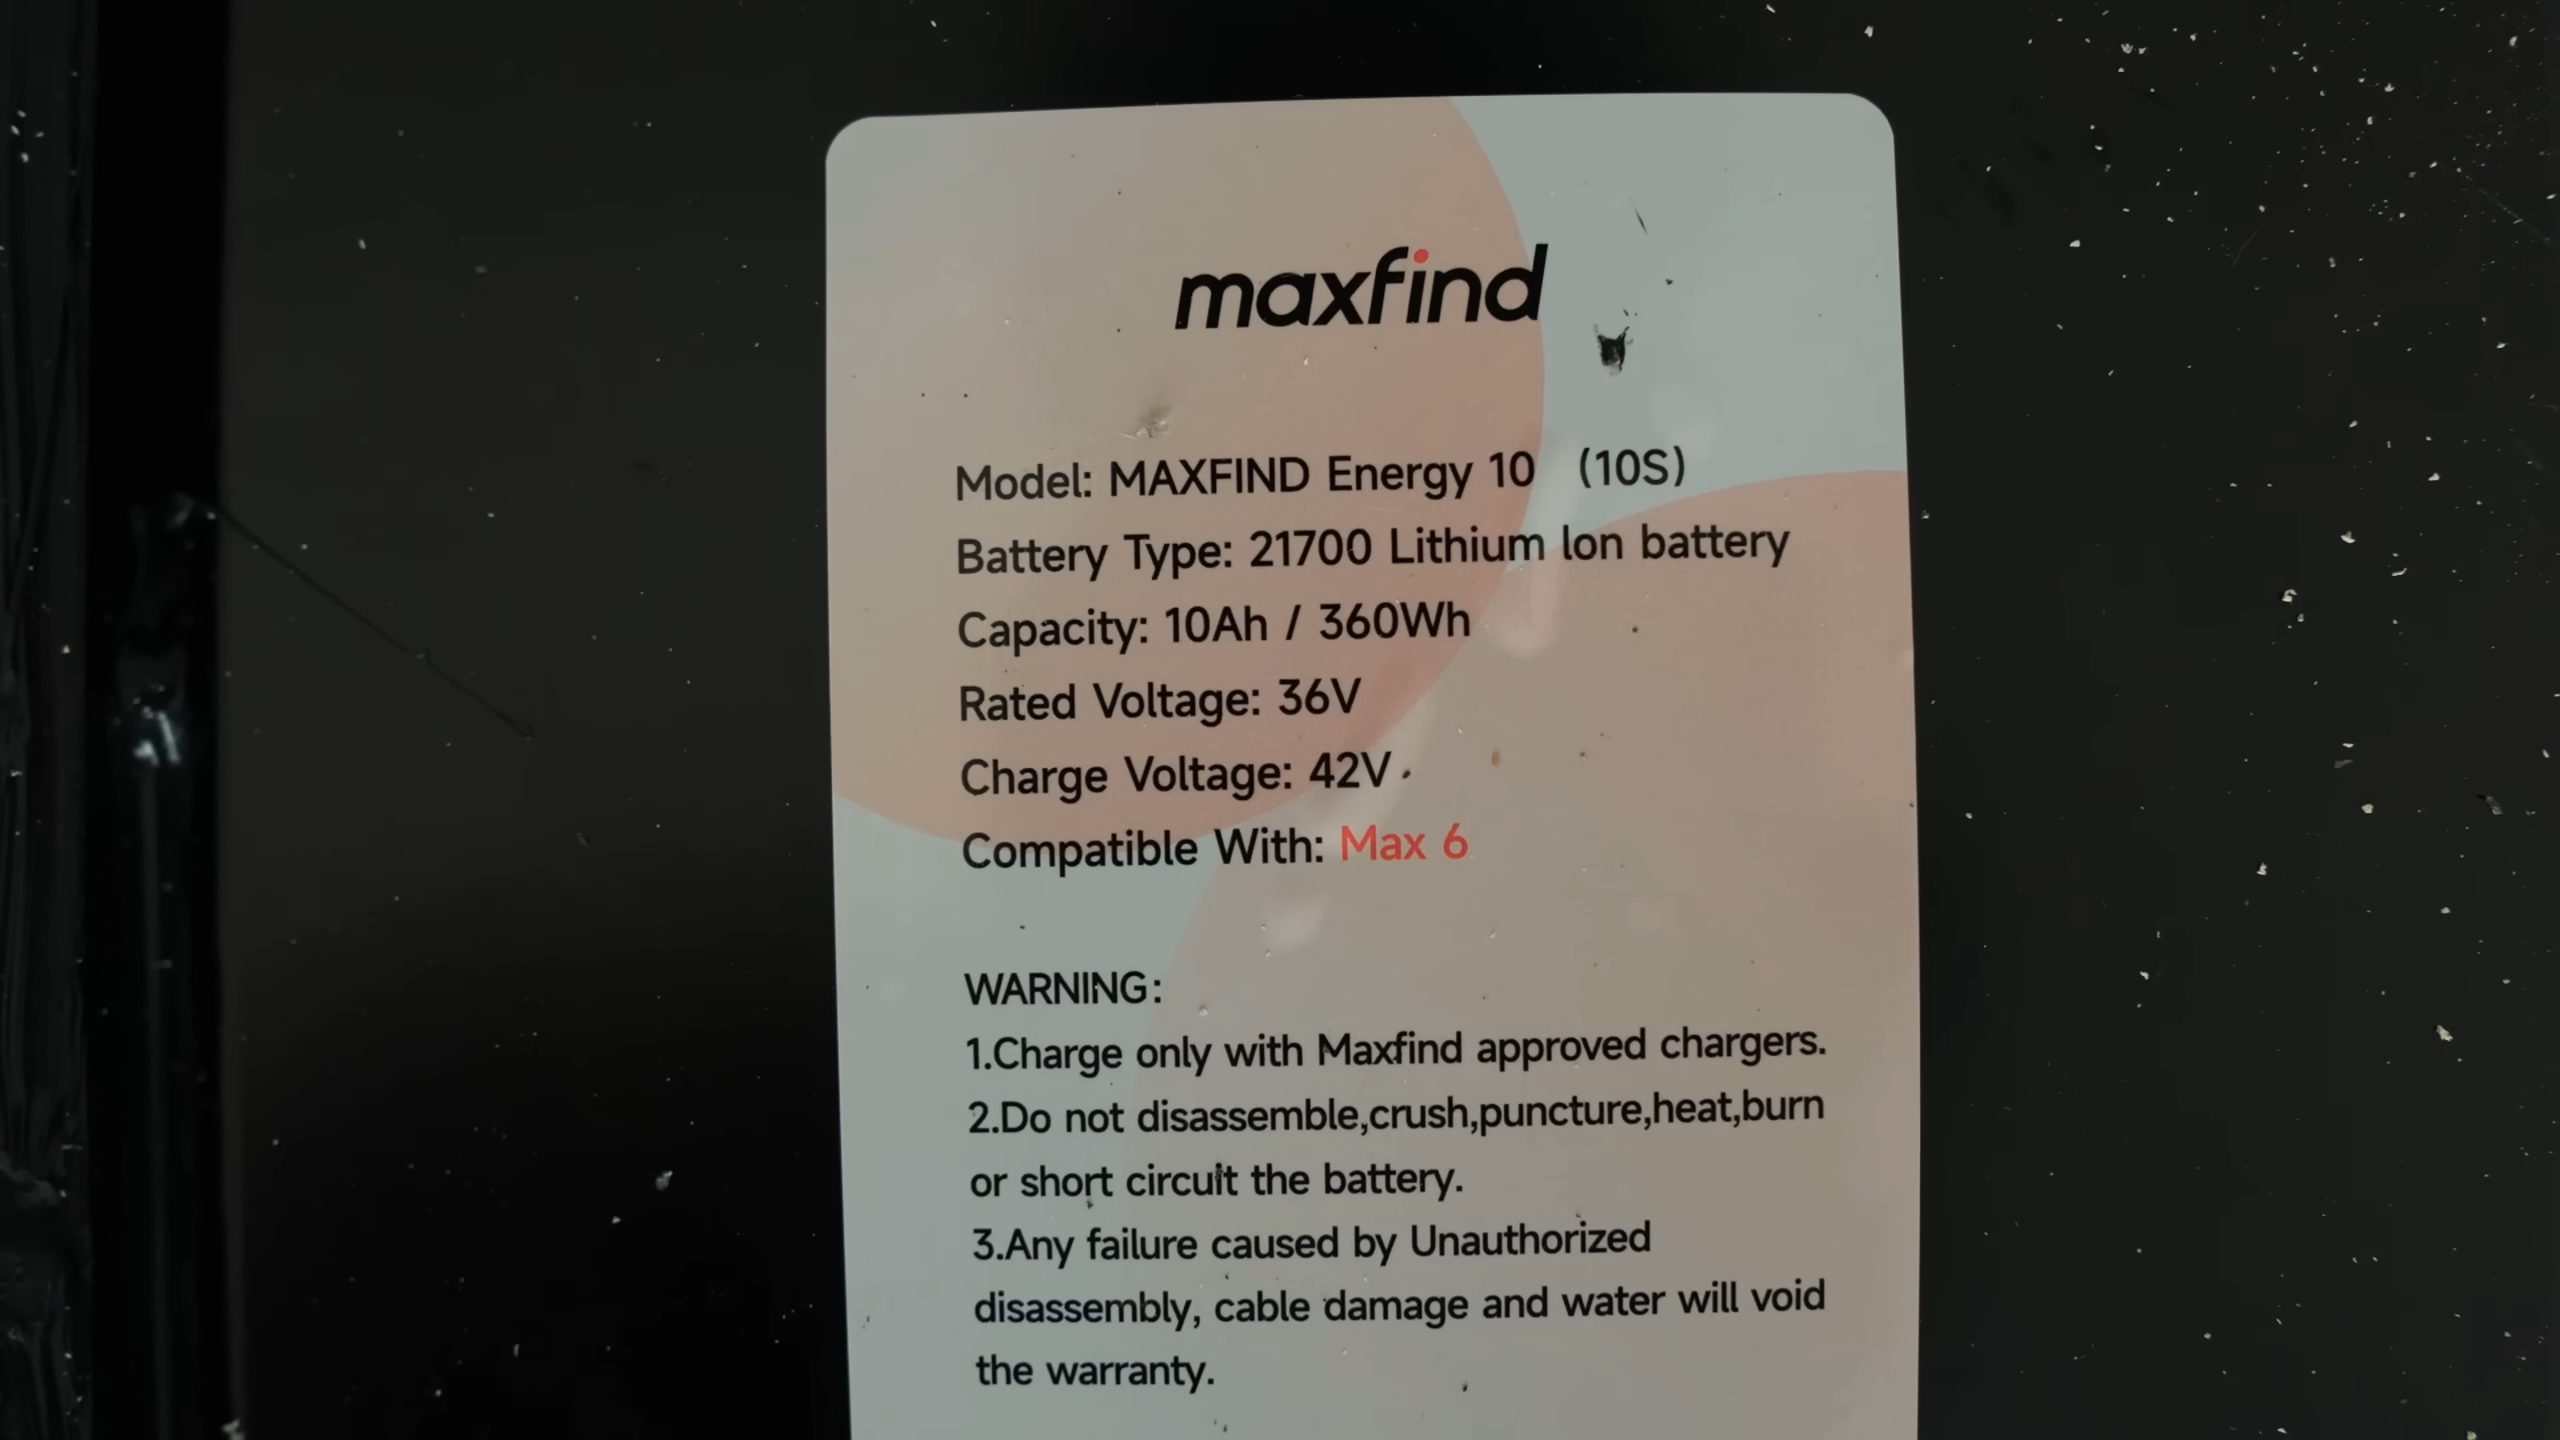 maxfind
Model: MAXFIND Energy 10 (10S)
Battery Type: 21700 Lithium lon battery
Capacity: 10Ah / 360Wh
Rated Voltage: 36V
Charge Voltage: 42V
Compatible With: Max 6
WARNING:
1.Charge only with Maxfind approved chargers.
2.Do not disassemble,crush,puncture,heat,burn
or short circuit the battery.
3.Any failure caused by Unauthorized
disassembly, cable damage and water will void
the warranty.